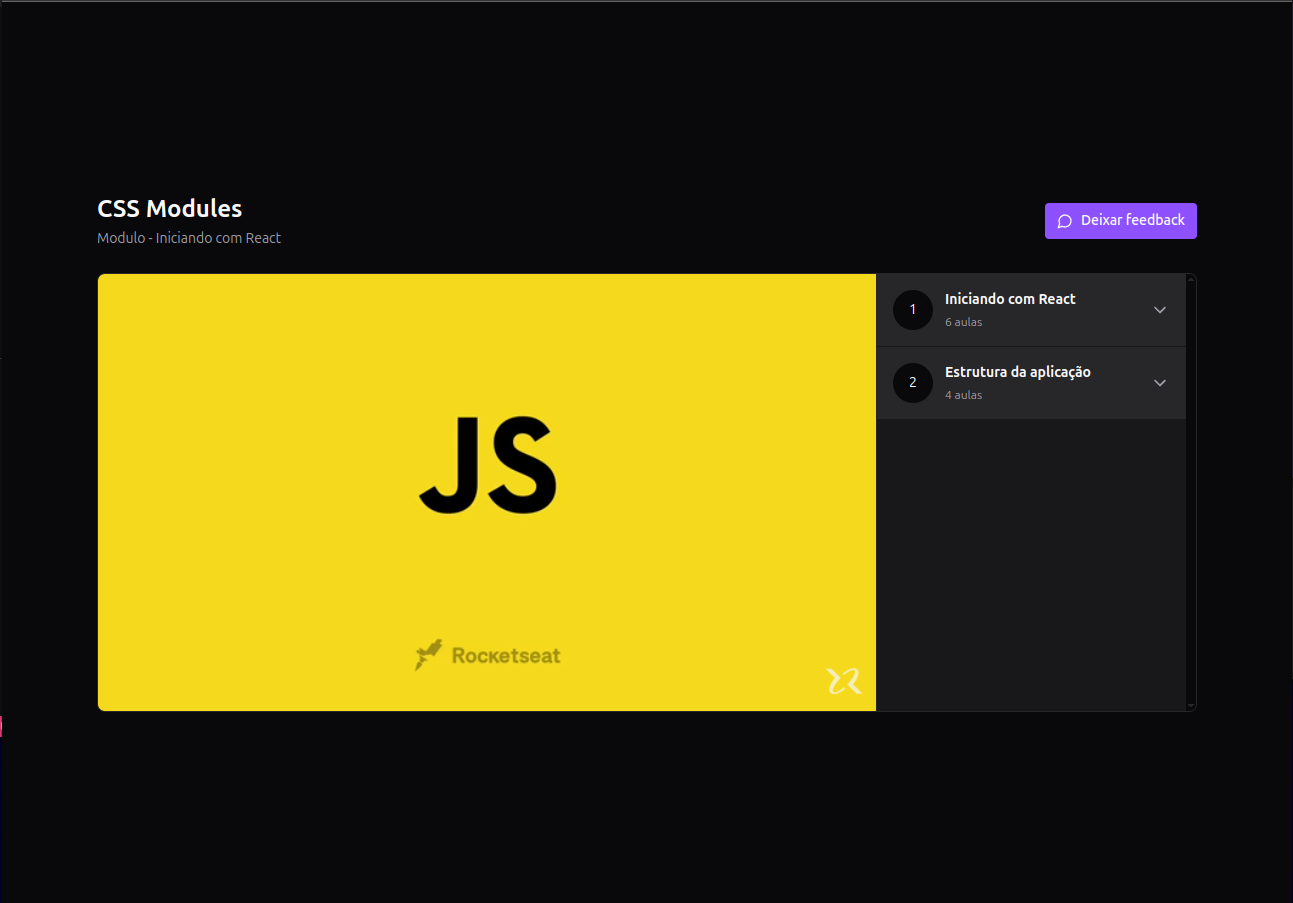 CSS Modules
Modulo - Iniciando com React
Deixar feedback
JS
Rocketseat
1
Iniciando com React
6 aulas
2
Estrutura da aplicação
4 aulas